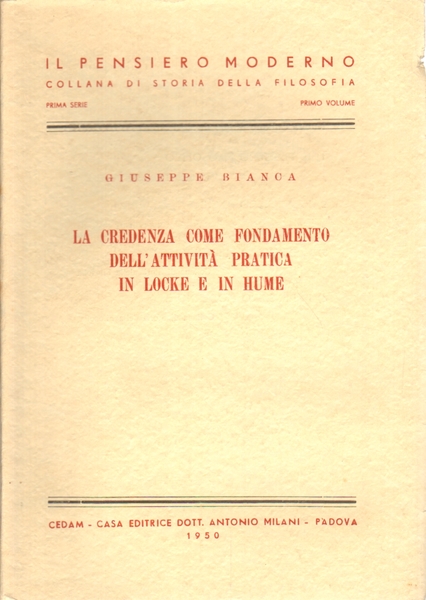 IL PENSIERO MODERNO
COLLANA DI STORIA DELLA FILOSOFIA
PRIMA SERIE PRIMO VOLUME
GIUSEPPE BIANCA
LA CREDENZA COME FONDAMENTO
DELL'ATTIVITÀ PRATICA
IN LOCKE E IN HUME
CEDAM - CASA EDITRICE DOTT. ANTONIO MILANI - PADOVA
1950